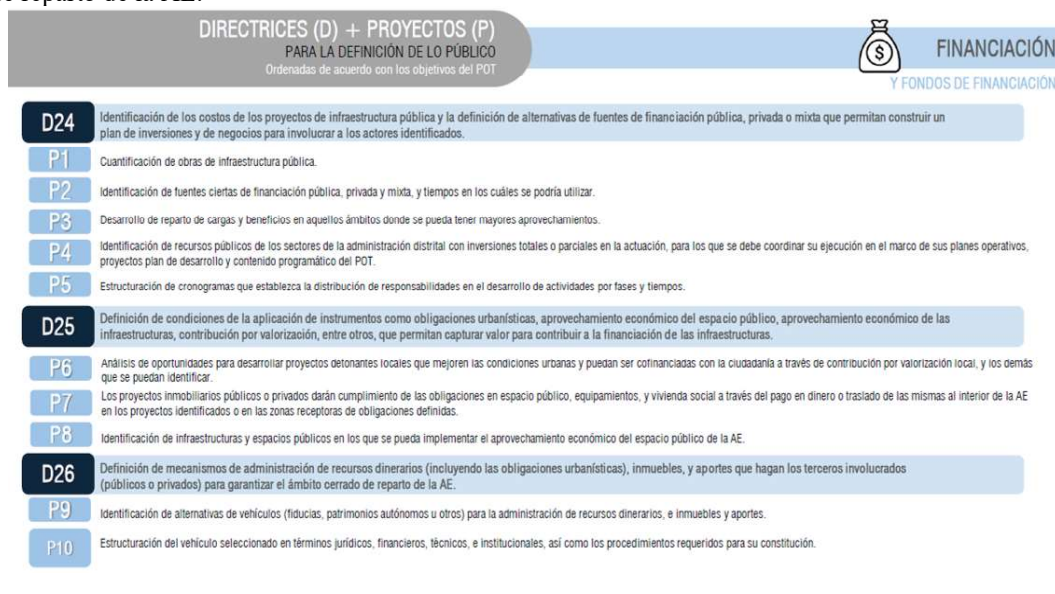 de la AE.
DIRECTRICES (D) + PROYECTOS (P)
PARA LA DEFINICIÓN DE LO PÚBLICO
Ordenadas de acuerdo con los objetivos del POT
$
FINANCIACIÓN
Y FONDOS DE FINANCIACIÓN
D24
Identificación de los costos de los proyectos de infraestructura pública y la definición de alternativas de fuentes de financiación pública, privada o mixta que permitan construir un
plan de inversiones y de negocios para involucrar a los actores identificados.
P1
Cuantificación de obras de infraestructura pública.
P2
Identificación de fuentes ciertas de financiación pública, privada y mixta, y tiempos en los cuáles se podría utilizar.
P3
Desarrollo de reparto de cargas y beneficios en aquellos ámbitos donde se pueda tener mayores aprovechamientos.
P4
Identificación de recursos públicos de los sectores de la administración distrital con inversiones totales o parciales en la actuación, para los que se debe coordinar su ejecución en el marco de sus planes operativos,
proyectos plan de desarrollo y contenido programático del POT.
P5
Estructuración de cronogramas que establezca la distribución de responsabilidades en el desarrollo de actividades por fases y tiempos.
D25
Definición de condiciones de la aplicación de instrumentos como obligaciones urbanísticas, aprovechamiento económico del espacio público, aprovechamiento económico de las
infraestructuras, contribución por valorización, entre otros, que permitan capturar valor para contribuir a la financiación de las infraestructuras.
P6
Análisis de oportunidades para desarrollar proyectos detonantes locales que mejoren las condiciones urbanas y puedan ser cofinanciadas con la ciudadanía a través de contribución por valorización local, y los demás
que se puedan identificar.
P7
Los proyectos inmobiliarios públicos o privados darán cumplimiento de las obligaciones en espacio público, equipamientos, y vivienda social a través del pago en dinero o traslado de las mismas al interior de la AE
en los proyectos identificados o en las zonas receptoras de obligaciones definidas.
P8
Identificación de infraestructuras y espacios públicos en los que se pueda implementar el aprovechamiento económico del espacio público de la AE.
D26
Definición de mecanismos de administración de recursos dinerarios (incluyendo las obligaciones urbanísticas), inmuebles, y aportes que hagan los terceros involucrados
(públicos o privados) para garantizar el ámbito cerrado de reparto de la AE.
P9
Identificación de alternativas de vehículos (fiducias, patrimonios autónomos u otros) para la administración de recursos dinerarios, e inmuebles y aportes.
P10
Estructuración del vehículo seleccionado en términos jurídicos, financieros, técnicos, e institucionales, así como los procedimientos requeridos para su constitución.